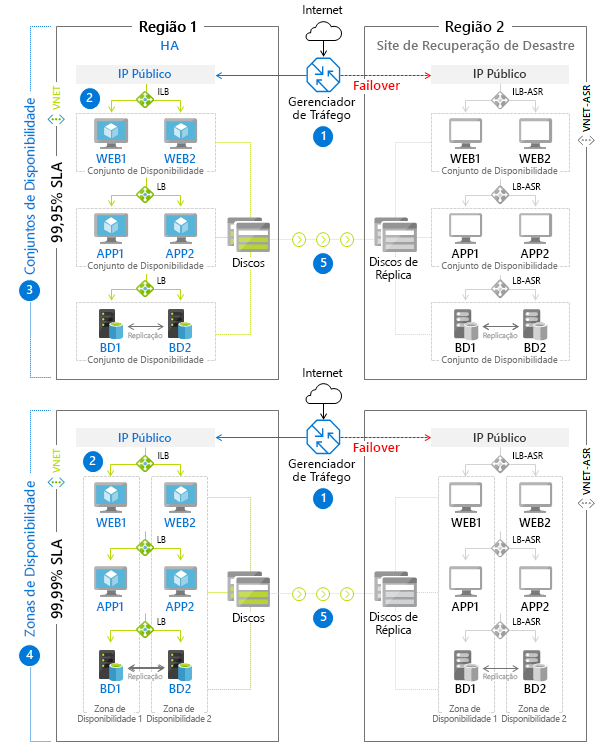 Região 1
HA
Internet
Região 2
Site de Recuperação de Desastre
IP Público
Failover
IP Público
Gerenciador
de Tráfego
1
2
ILB
ILB-ASR
VNET
VNET-ASR
WEB1
WEB2
Conjunto de Disponibilidade
WEB1
WEB2
Conjunto de Disponibilidade
LB
LB-ASR
APP1
APP2
Conjunto de Disponibilidade
Discos
5
Discos de
Réplica
APP1
APP2
Conjunto de Disponibilidade
LB
LB-ASR
Replicação
BD1
BD2
Conjunto de Disponibilidade
Replicação
BD1
BD2
Conjunto de Disponibilidade
3
Conjuntos de Disponibilidade
99,95% SLA
Internet
IP Público
Failover
IP Público
Gerenciador
de Tráfego
1
2
ILB
ILB-ASR
VNET
VNET-ASR
WEB1
WEB2
WEB1
WEB2
LB
LB-ASR
APP1
APP2
Discos
5
Discos de
Réplica
APP1
APP2
LB
LB-ASR
Replicação
BD1
BD2
Replicação
BD1
BD2
Zona de
Disponibilidade 1
Zona de
Disponibilidade 2
Zona de
Disponibilidade 1
Zona de
Disponibilidade 2
4
Zonas de Disponibilidade
99,99% SLA